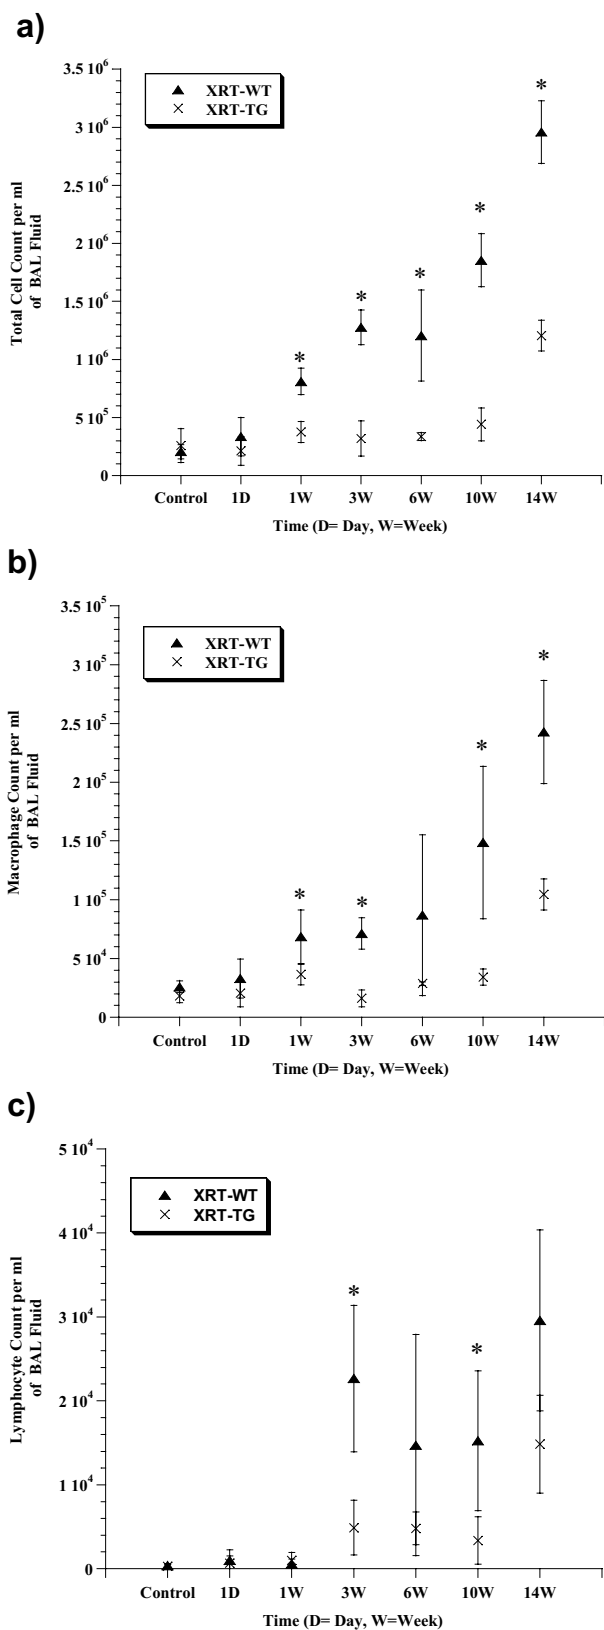 a)
3.5 10⁶
3 10⁶
2.5 10⁶
2 10⁶
1.5 10⁶
1 10⁶
5 10⁵
0
Total Cell Count per ml
of BAL Fluid
XRT-WT
XRT-TG
*
*
*
*
*
*
Control 1D 1W 3W 6W 10W 14W
Time (D= Day, W=Week)
b)
3.5 10⁵
3 10⁵
2.5 10⁵
2 10⁵
1.5 10⁵
1 10⁵
5 10⁴
0
Macrophage Count per ml
of BAL Fluid
XRT-WT
XRT-TG
*
*
*
*
Control 1D 1W 3W 6W 10W 14W
Time (D= Day, W=Week)
c)
5 10⁴
4 10⁴
3 10⁴
2 10⁴
1 10⁴
0
Lymphocyte Count per ml
of BAL Fluid
XRT-WT
XRT-TG
*
*
Control 1D 1W 3W 6W 10W 14W
Time (D= Day, W=Week)